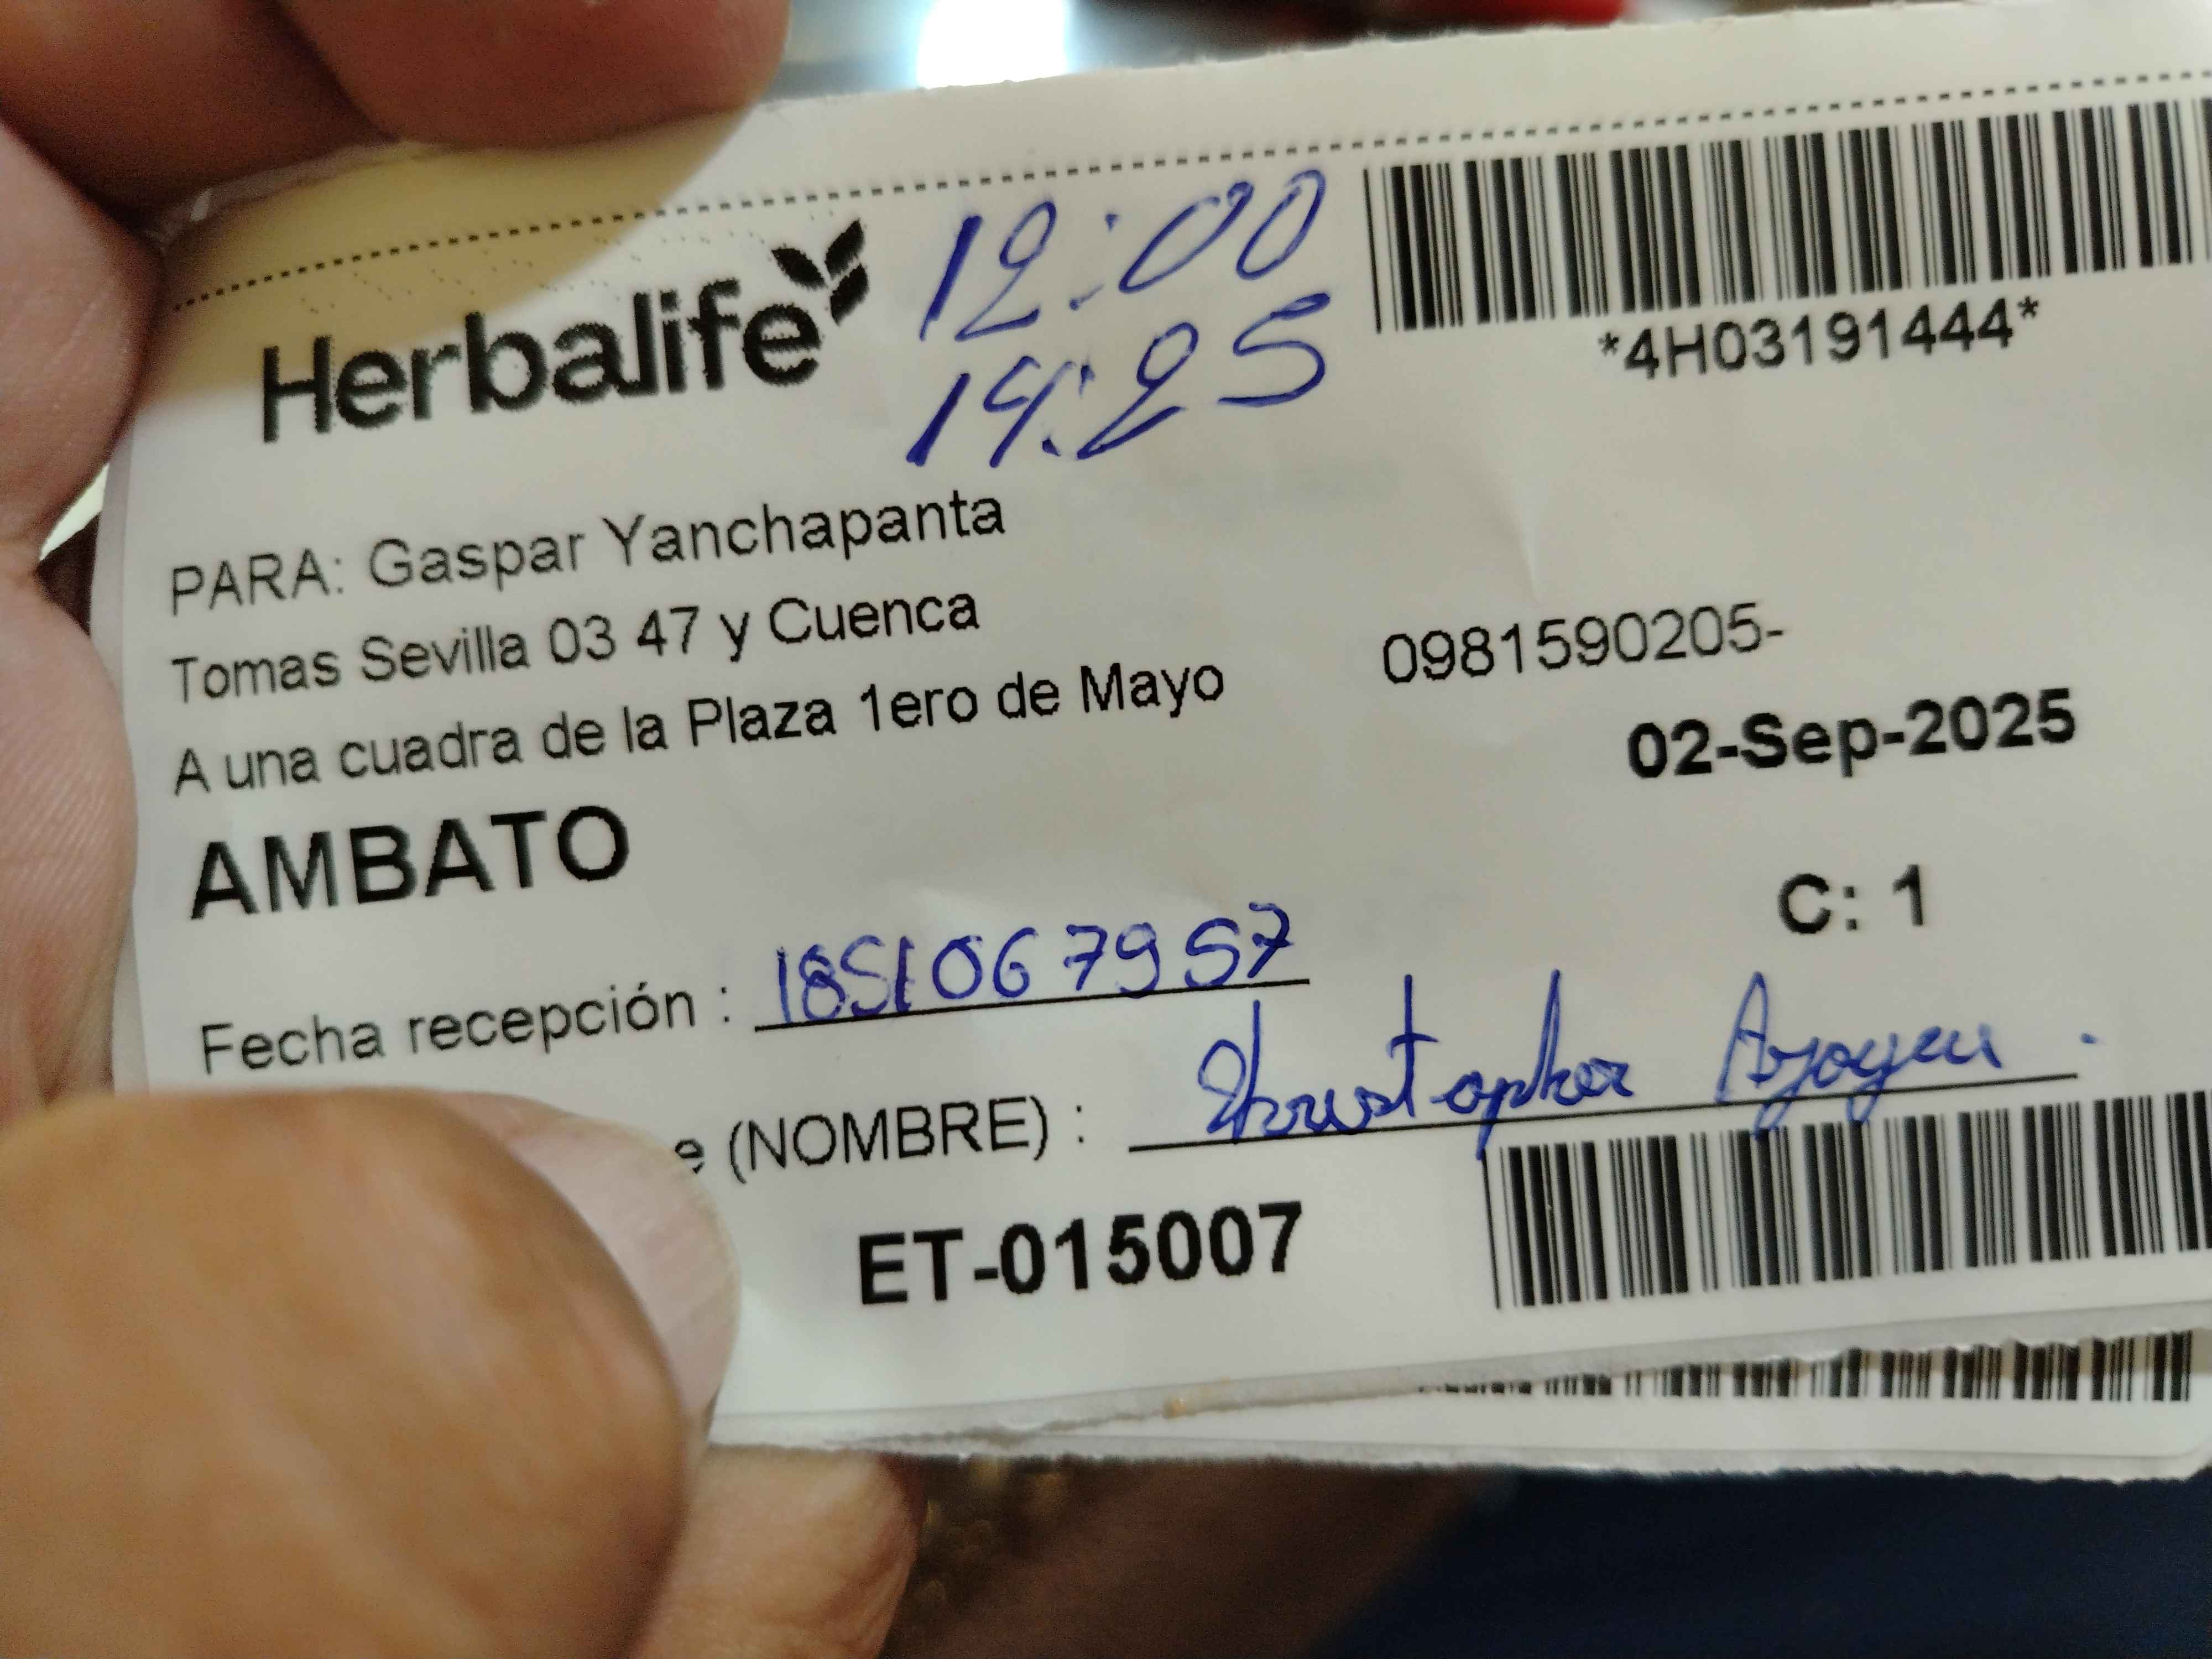 Herbalife
12:00
14:25
*4H03191444*
PARA: Gaspar Yanchapanta
Tomas Sevilla 03 47 y Cuenca
0981590205-
A una cuadra de la Plaza 1ero de Mayo
02-Sep-2025
AMBATO
C: 1
Fecha recepción : 1851067957
e (NOMBRE) :
ET-015007